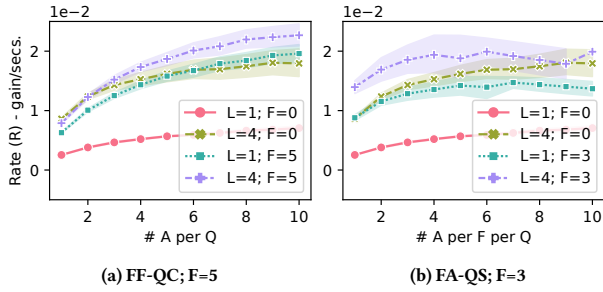 1e−2
1e−2
Rate (R) - gain/secs.
2
1
0
L=1; F=0
L=4; F=0
L=1; F=5
L=4; F=5
2 4 6 8 10
# A per Q
2
1
0
L=1; F=0
L=4; F=0
L=1; F=3
L=4; F=3
2 4 6 8 10
# A per F per Q
(a) FF-QC; F=5
(b) FA-QS; F=3